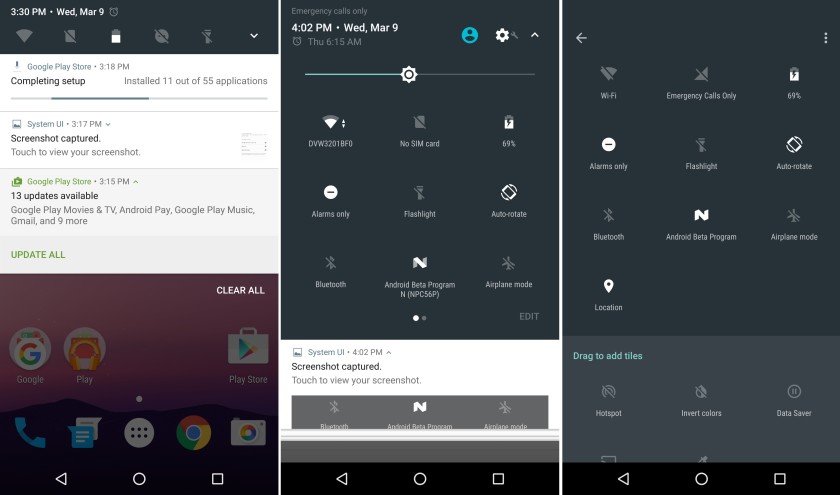 3:30 PM • Wed, Mar 9
Google Play Store • 3:18 PM
Completing setup
Installed 11 out of 55 applications
System UI • 3:17 PM
Screenshot captured.
Touch to view your screenshot.
Google Play Store • 3:15 PM
13 updates available
Google Play Movies & TV, Android Pay, Google Play Music,
Gmail, and 9 more
UPDATE ALL
CLEAR ALL
Google
Play
Play Store
Emergency calls only
4:02 PM • Wed, Mar 9
Thu 6:15 AM
DVW3201BF0
No SIM card
69%
Alarms only
Flashlight
Auto-rotate
Bluetooth
Android Beta Program
N (NPC56P)
Airplane mode
EDIT
System UI • 4:02 PM
Screenshot captured.
Touch to view your screenshot.
Bluetooth
Android Beta Program
Airplane mode
Wi-Fi
Emergency Calls Only
69%
Alarms only
Flashlight
Auto-rotate
Bluetooth
Android Beta Program
Airplane mode
Location
Drag to add tiles
Hotspot
Invert colors
Data Saver